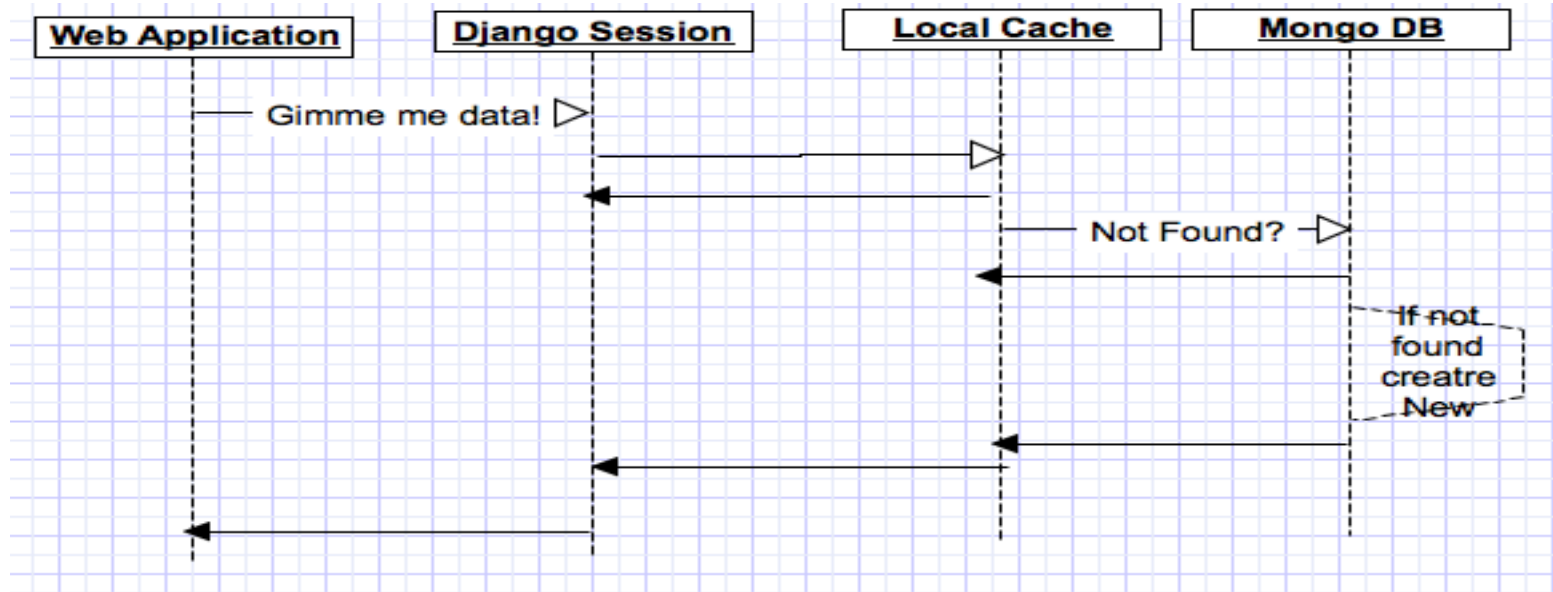 Web Application
Django Session
Local Cache
Mongo DB
Gimme me data!
Not Found?
If not
found
creatre
New